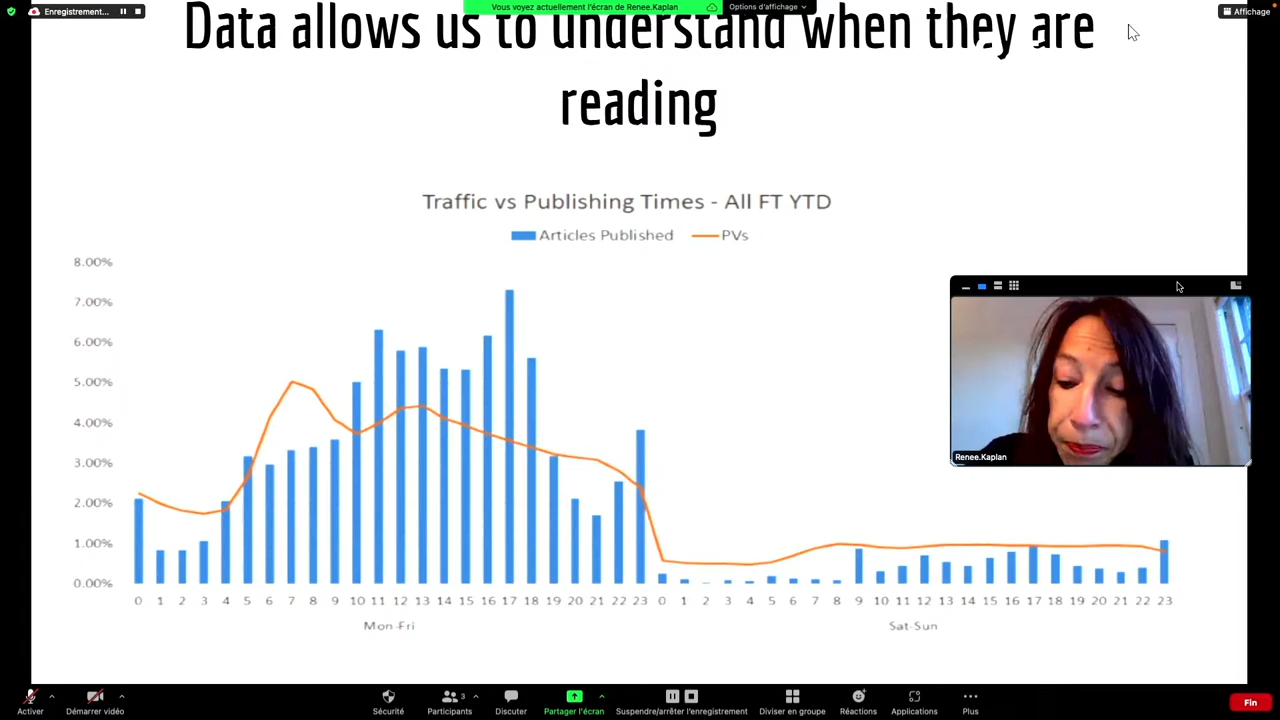 Enregistrement...
Vous voyez actuellement l'écran de Renee.Kaplan
Options d'affichage
Affichage
Data allows us to understand when they are
reading
Traffic vs Publishing Times - All FT YTD
Articles Published PVs
8.00%
7.00%
6.00%
5.00%
4.00%
3.00%
2.00%
1.00%
0.00%
0 1 2 3 4 5 6 7 8 9 10 11 12 13 14 15 16 17 18 19 20 21 22 23 0 1 2 3 4 5 6 7 8 9 10 11 12 13 14 15 16 17 18 19 20 21 22 23
Mon-Fri Sat-Sun
Renee.Kaplan
3
Activer Démarrer vidéo Sécurité Participants Discuter Partager l'écran Suspendre/arrêter l'enregistrement Diviser en groupe Réactions Applications Plus Fin